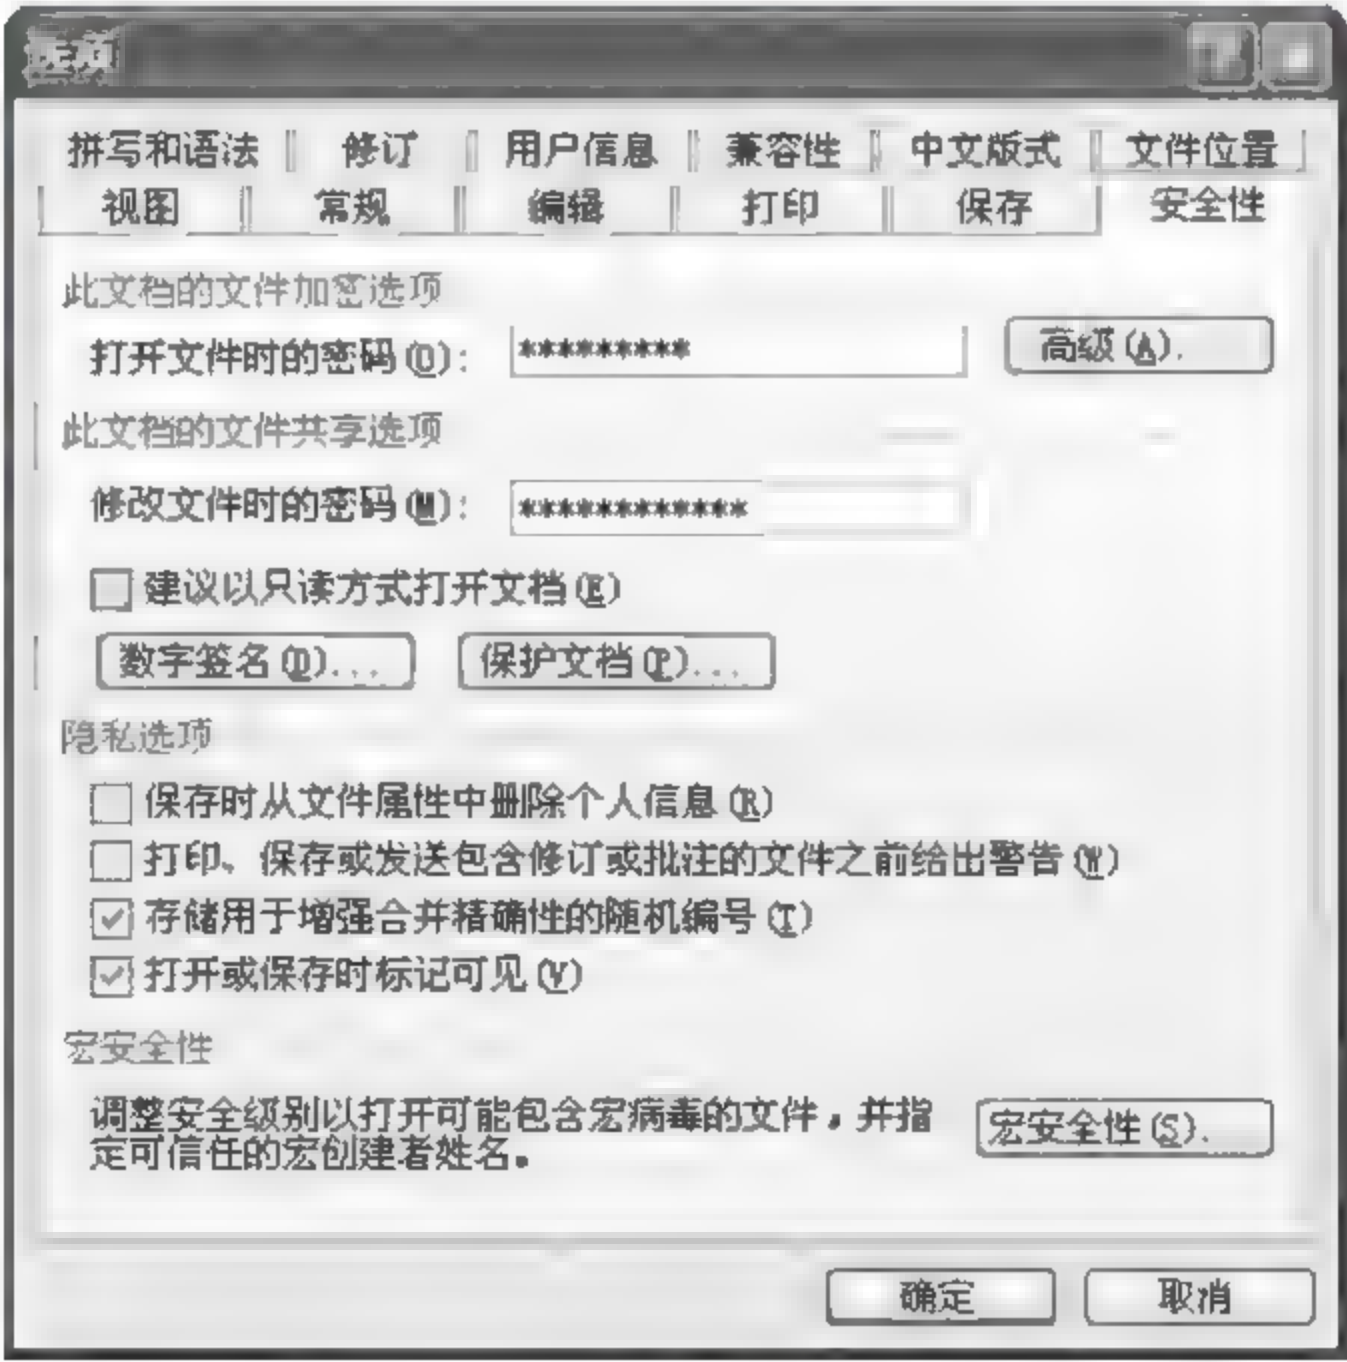 选项
拼写和语法 修订 用户信息 兼容性 中文版式 文件位置
视图 常规 编辑 打印 保存 安全性
此文档的文件加密选项
打开文件时的密码(O): ********* 高级(A).
此文档的文件共享选项
修改文件时的密码(M): ************
建议以只读方式打开文档(E)
数字签名(D)... 保护文档(P)...
隐私选项
保存时从文件属性中删除个人信息(R)
打印、保存或发送包含修订或批注的文件之前给出警告(W)
存储用于增强合并精确性的随机编号(T)
打开或保存时标记可见(V)
宏安全性
调整安全级别以打开可能包含宏病毒的文件，并指 宏安全性(S).
定可信任的宏创建者姓名。
确定 取消